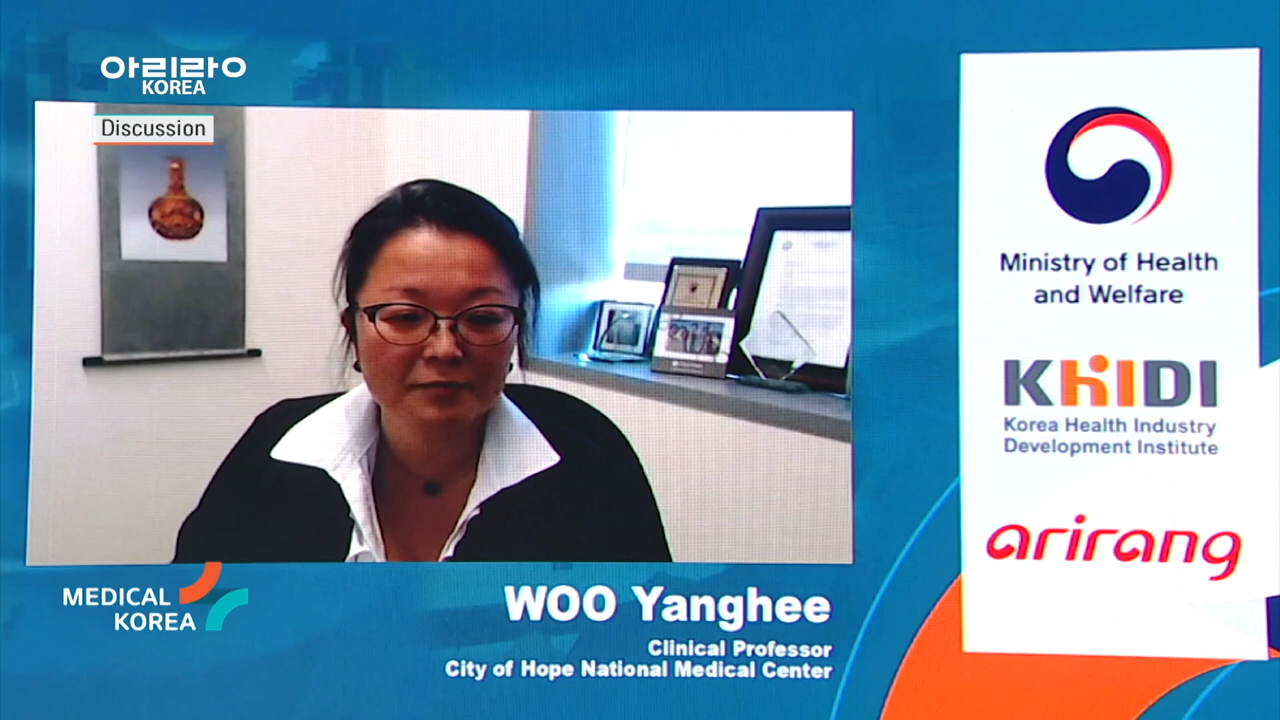 아리랑
KOREA
Discussion
Ministry of Health
and Welfare
KHIDI
Korea Health Industry
Development Institute
arirang
MEDICAL
KOREA
WOO Yanghee
Clinical Professor
City of Hope National Medical Center